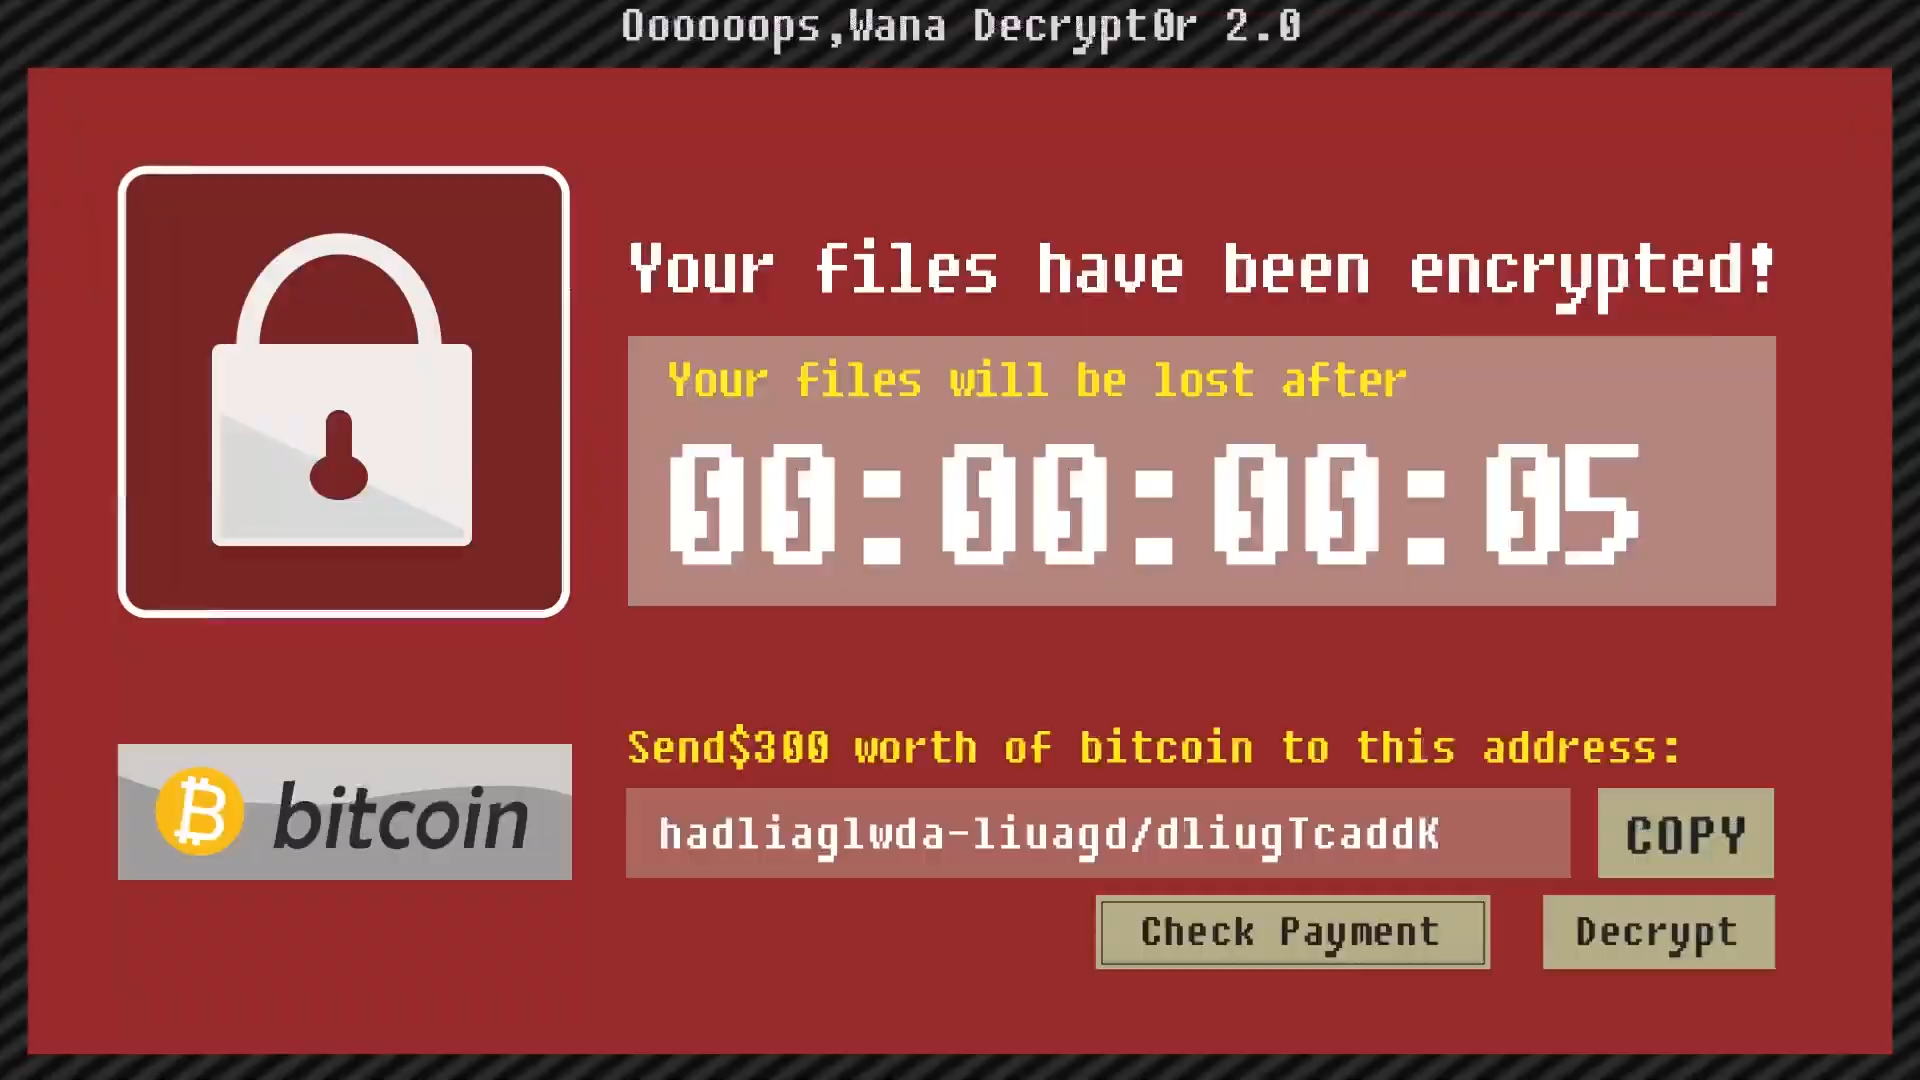 Oooooops,Wana Decrypt0r 2.0
Your files have been encrypted!
Your files will be lost after
00:00:00:05
Send$300 worth of bitcoin to this address:
bitcoin
hadliaglwda-liuagd/dliugTcaddK
COPY
Check Payment
Decrypt